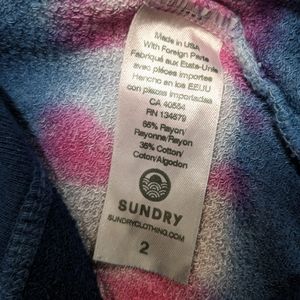 Made in USA
With Foreign Parts
Fabriqué aux Etats-Unis
avec pièces importées
Hecho en los EEUU
con piezas importadas
CA 40554
RN 134679
65% Rayon/
Rayonne/Rayon
35% Cotton/
Coton/Algodon
SUNDRY
SUNDRYCLOTHING.COM
2